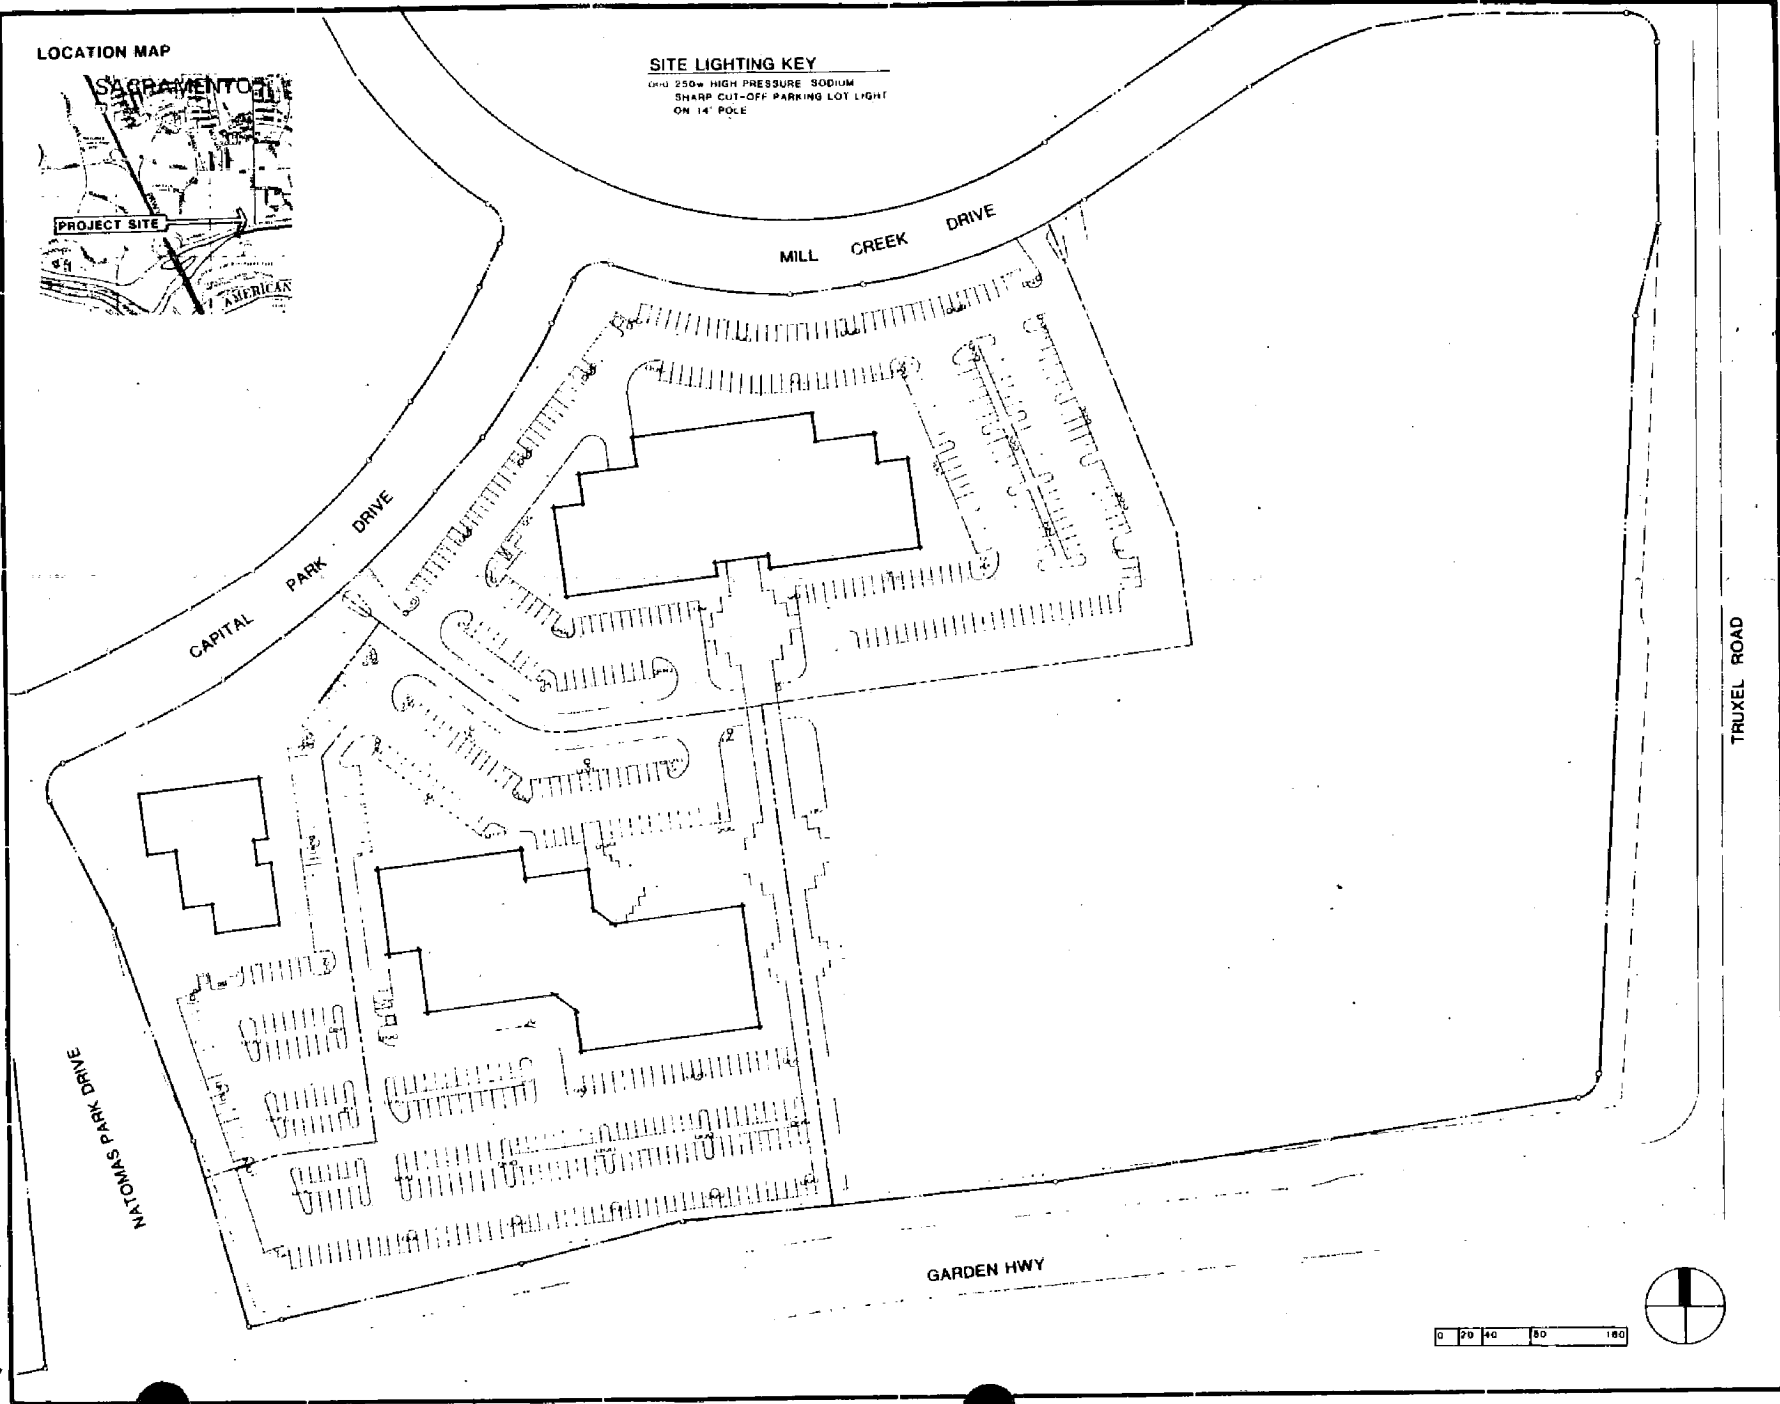 LOCATION MAP
SACRAMENTO
PROJECT SITE
AMERICAN
SITE LIGHTING KEY
250w HIGH PRESSURE SODIUM
SHARP CUT-OFF PARKING LOT LIGHT
ON 14' POLE
MILL CREEK DRIVE
CAPITAL PARK DRIVE
TRUXEL ROAD
NATOMAS PARK DRIVE
GARDEN HWY
0 20 40 80 160